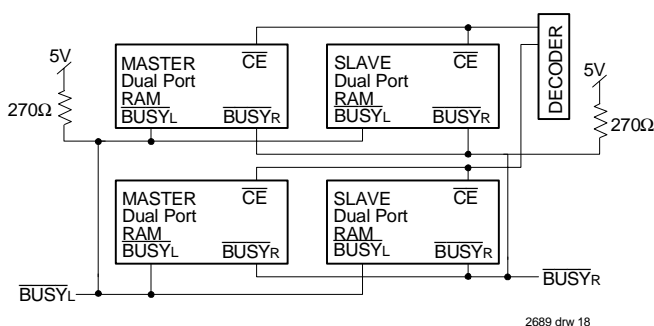 MASTER
Dual Port
RAM
BUSYL
BUSYR
CE
SLAVE
Dual Port
RAM
BUSYL
BUSYR
CE
DECODER
5V
270Ω
5V
270Ω
MASTER
Dual Port
RAM
BUSYL
BUSYR
CE
SLAVE
Dual Port
RAM
BUSYL
BUSYR
CE
BUSYL
BUSYR
2689 drw 18